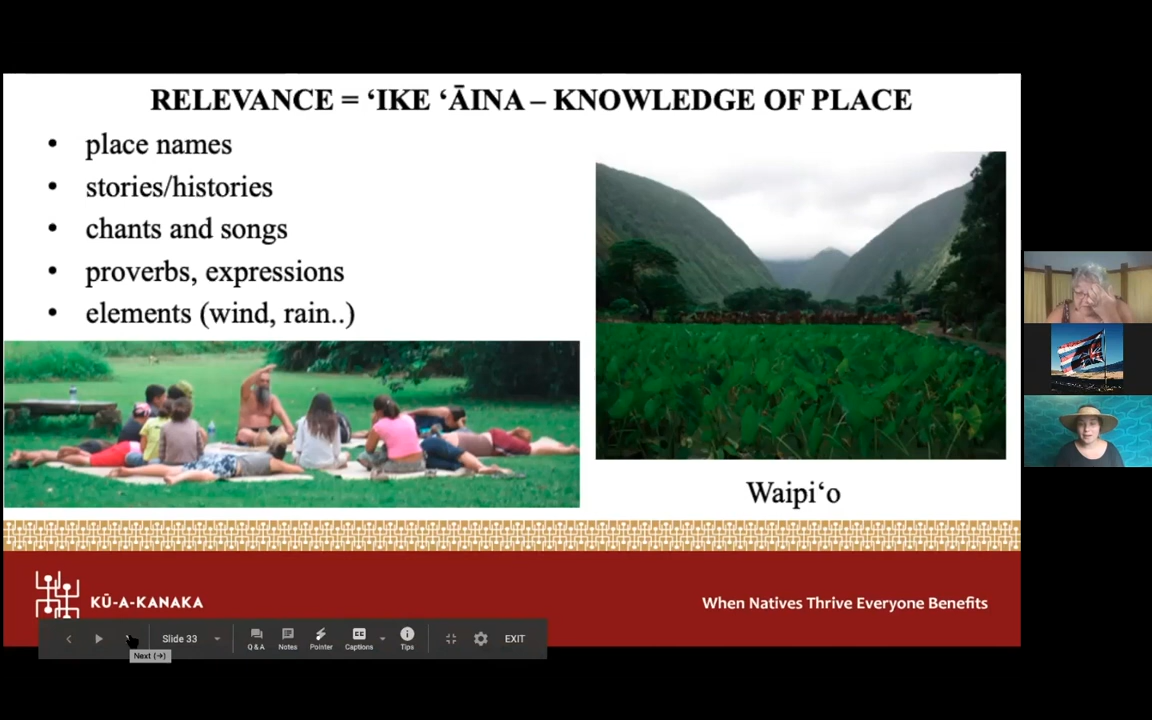 RELEVANCE = ʻIKE ʻĀINA – KNOWLEDGE OF PLACE
• place names
• stories/histories
• chants and songs
• proverbs, expressions
• elements (wind, rain..)
Waipiʻo
KŪ-A-KANAKA
When Natives Thrive Everyone Benefits
Slide 33
Q & A
Notes
Pointer
CC
Captions
Tips
EXIT
Next (→)